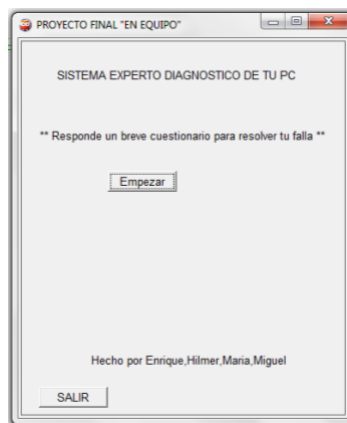 PROYECTO FINAL "EN EQUIPO"
SISTEMA EXPERTO DIAGNOSTICO DE TU PC
** Responde un breve cuestionario para resolver tu falla **
Empezar
Hecho por Enrique,Hilmer,Maria,Miguel
SALIR